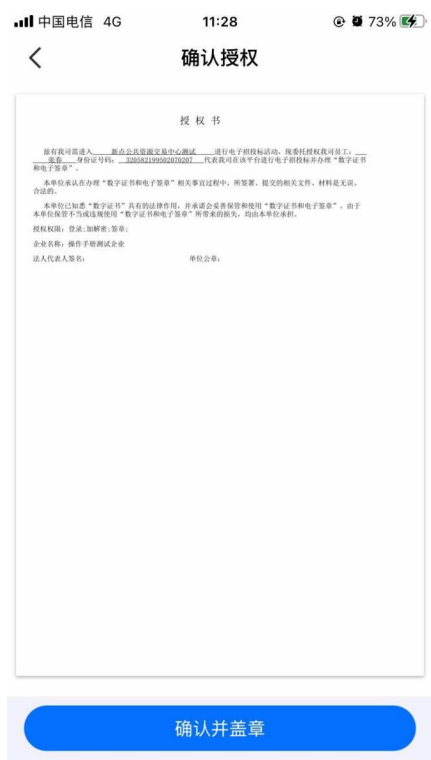 中国电信 4G 11:28 73%
确认授权
授 权 书
兹有我司需进入 新点公共资源交易中心测试 进行电子招投标活动,现委托授权我司员工:
张春 身份证号码: 320582199502070207 代表我司在该平台进行电子招投标并办理“数字证书
和电子签章”。
本单位承认在办理“数字证书和电子签章”相关事宜过程中,所签署、提交的相关文件、材料是无误、
合法的。
本单位已知悉“数字证书”具有的法律作用,并承诺会妥善保管和使用“数字证书和电子签章”。由于
本单位保管不当或违规使用“数字证书和电子签章”所带来的损失,均由本单位承担。
授权权限:登录;加解密;签章;
企业名称:操作手册测试企业
法人代表人签名: 单位公章:
确认并盖章